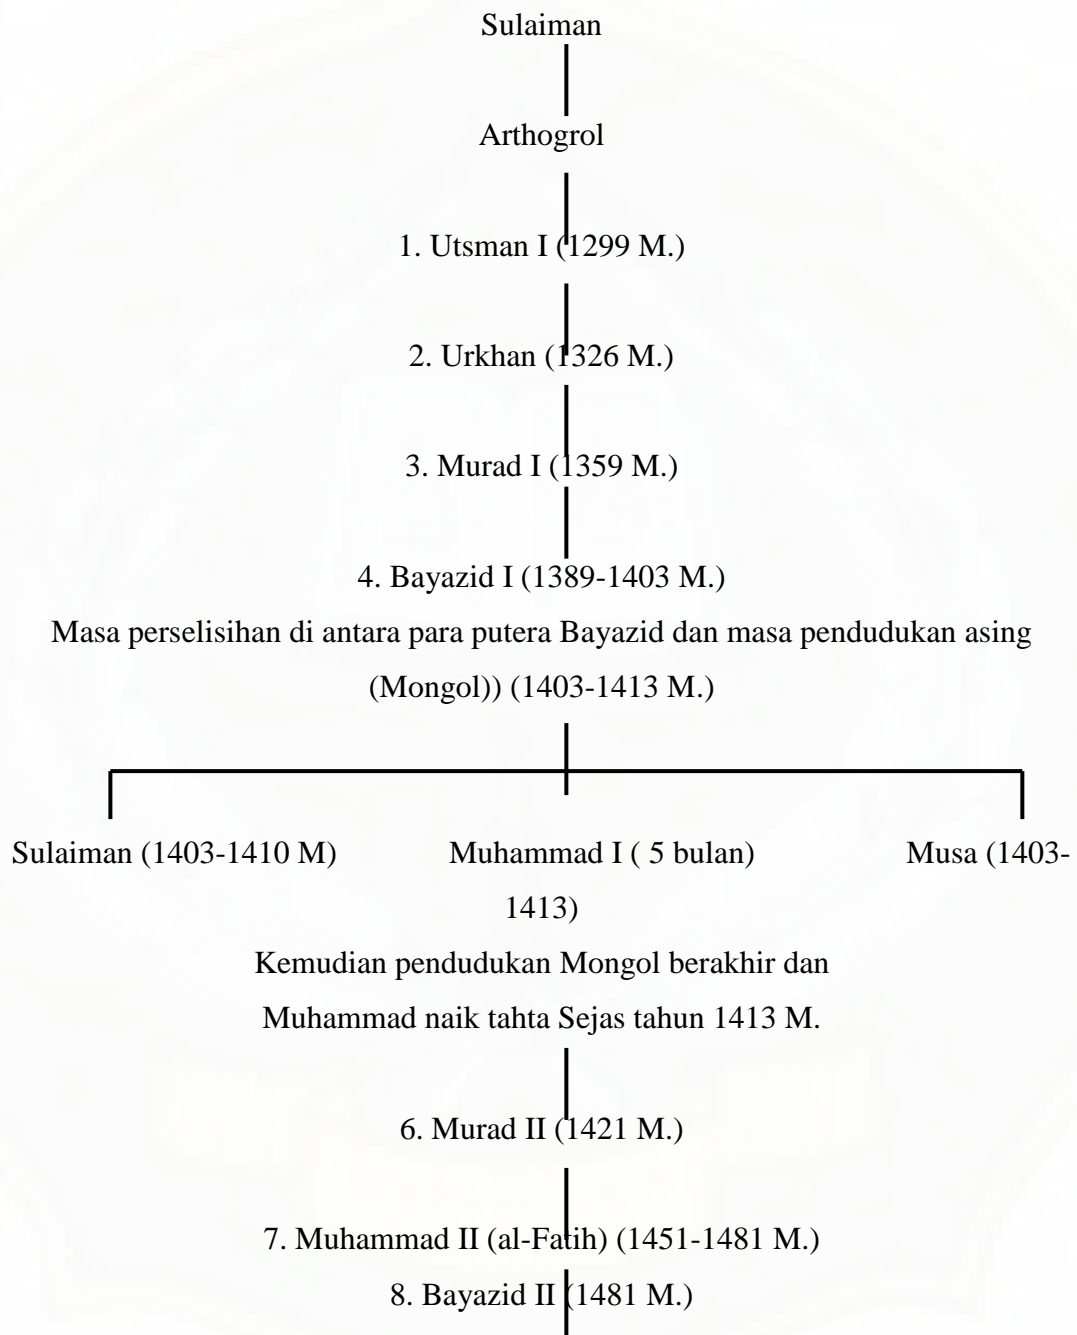 Sulaiman
Arthogrol
1. Utsman I (1299 M.)
2. Urkhan (1326 M.)
3. Murad I (1359 M.)
4. Bayazid I (1389-1403 M.)
Masa perselisihan di antara para putera Bayazid dan masa pendudukan asing
(Mongol)) (1403-1413 M.)
Sulaiman (1403-1410 M) Muhammad I ( 5 bulan) Musa (1403-
1413)
Kemudian pendudukan Mongol berakhir dan
Muhammad naik tahta Sejas tahun 1413 M.
6. Murad II (1421 M.)
7. Muhammad II (al-Fatih) (1451-1481 M.)
8. Bayazid II (1481 M.)